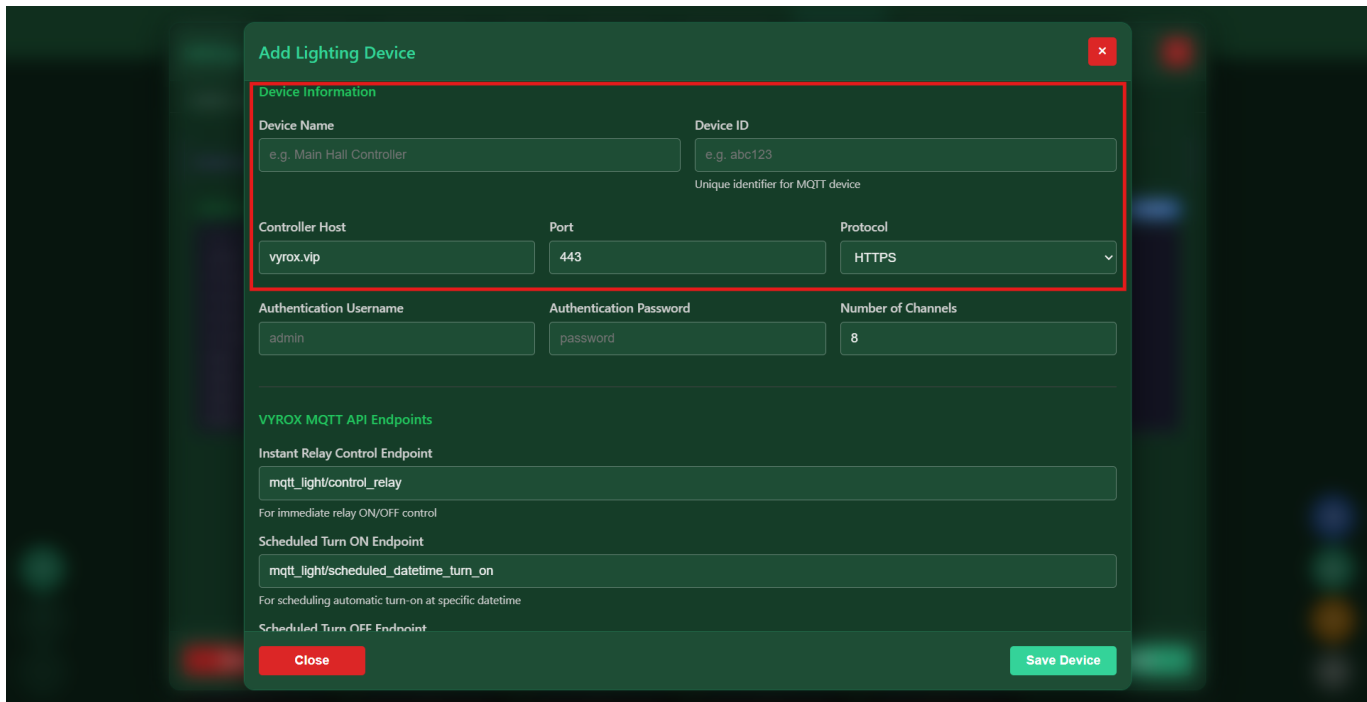 Add Lighting Device
×
Device Information
Device Name Device ID
e.g. Main Hall Controller e.g. abc123
Unique identifier for MQTT device
Controller Host Port Protocol
vyrox.vip 443 HTTPS
Authentication Username Authentication Password Number of Channels
admin password 8
VYROX MQTT API Endpoints
Instant Relay Control Endpoint
mqtt_light/control_relay
For immediate relay ON/OFF control
Scheduled Turn ON Endpoint
mqtt_light/scheduled_datetime_turn_on
For scheduling automatic turn-on at specific datetime
Scheduled Turn OFF Endpoint
Close Save Device